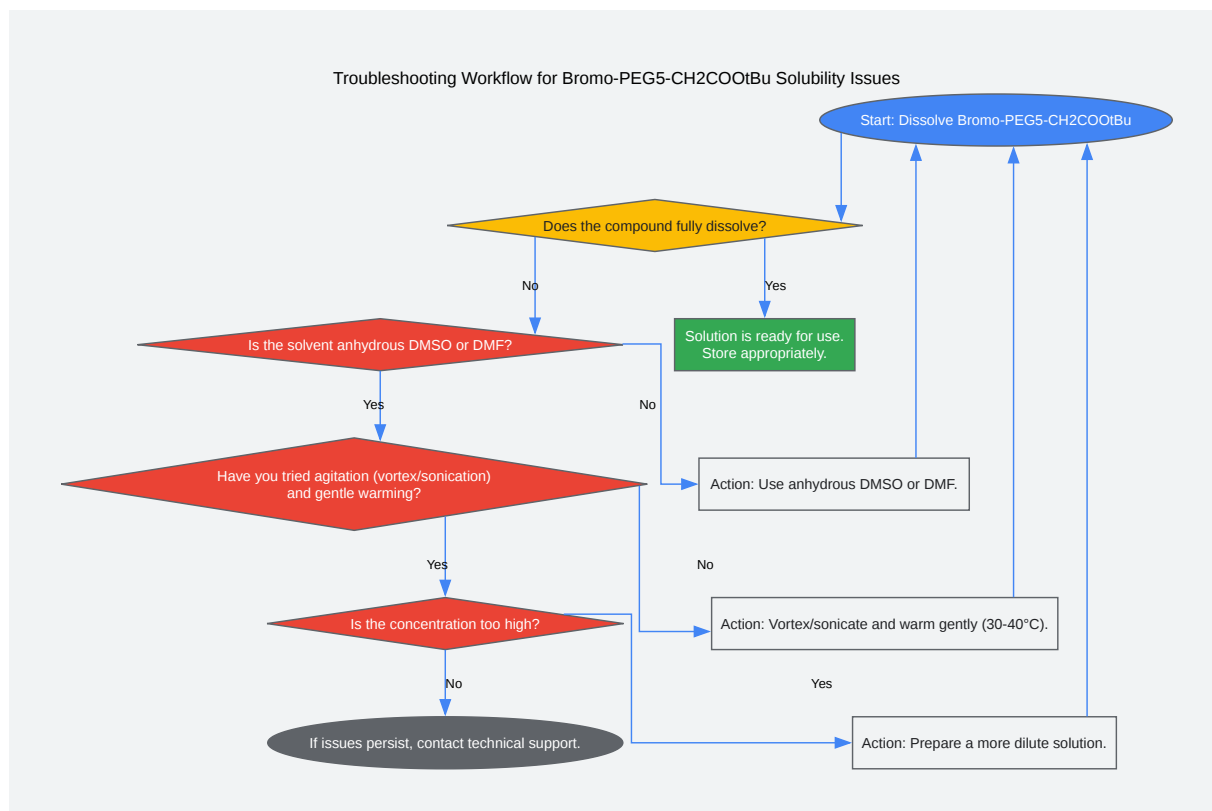 Troubleshooting Workflow for Bromo-PEG5-CH2COOtBu Solubility Issues
Start: Dissolve Bromo-PEG5-CH2COOtBu
Does the compound fully dissolve?
No
Yes
Solution is ready for use.
Store appropriately.
Is the solvent anhydrous DMSO or DMF?
Yes
No
Have you tried agitation (vortex/sonication)
and gentle warming?
Action: Use anhydrous DMSO or DMF.
Yes
No
Is the concentration too high?
Action: Vortex/sonicate and warm gently (30-40°C).
No
Yes
If issues persist, contact technical support.
Action: Prepare a more dilute solution.